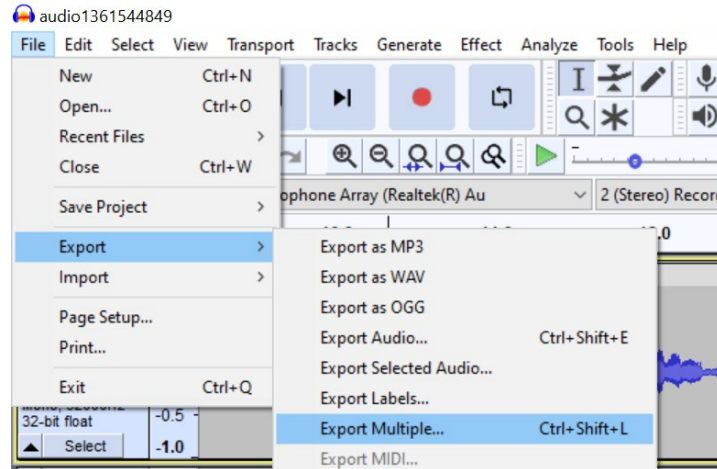 audio1361544849
File Edit Select View Transport Tracks Generate Effect Analyze Tools Help
New Ctrl+N
Open... Ctrl+O
Recent Files
Close Ctrl+W
Save Project
Export
Import
Page Setup...
Print...
Exit Ctrl+Q
ophone Array (Realtek(R) Au
2 (Stereo) Recor
Export as MP3
Export as WAV
Export as OGG
Export Audio... Ctrl+Shift+E
Export Selected Audio...
Export Labels...
Export Multiple... Ctrl+Shift+L
Export MIDI...
32-bit float
Select
-0.5
-1.0